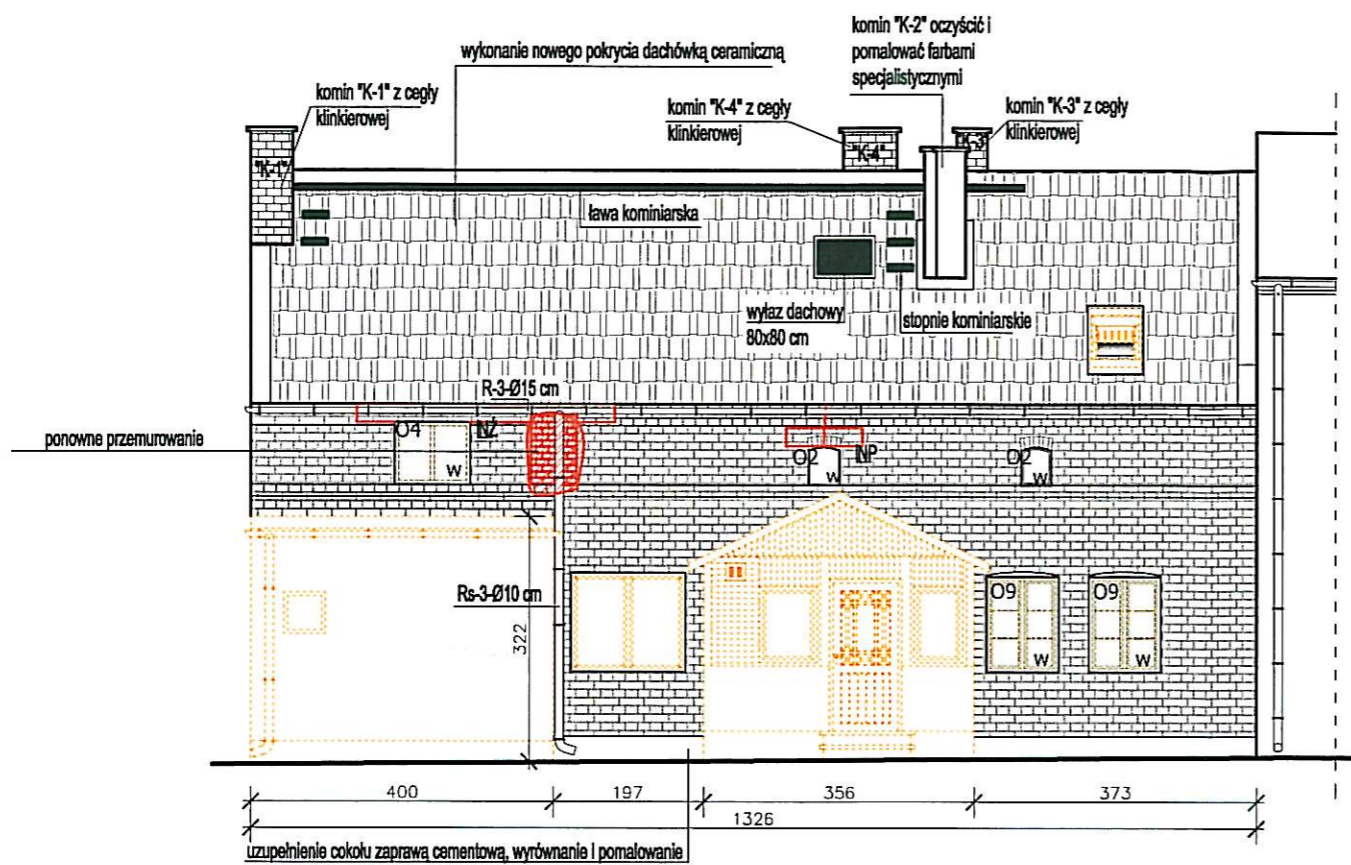 komin "K-2" oczyścić i
pomalować farbami
specjalistycznymi
wykonanie nowego pokrycia dachówką ceramiczną
komin "K-1" z cegły
klinkierowej
komin "K-4" z cegły
klinkierowej
komin "K-3" z cegły
klinkierowej
"K-1"
"K-4"
"K-3
ława kominiarska
wyłaz dachowy
80x80 cm
stopnie kominiarskie
R-3-Ø15 cm
ponowne przemurowanie
O4
NŻ
W
O2
NP
W
O2
W
Rs-3-Ø10 cm
322
O9
W
O9
W
400
197
356
373
1326
uzupełnienie cokołu zaprawą cementową, wyrównanie i pomalowanie